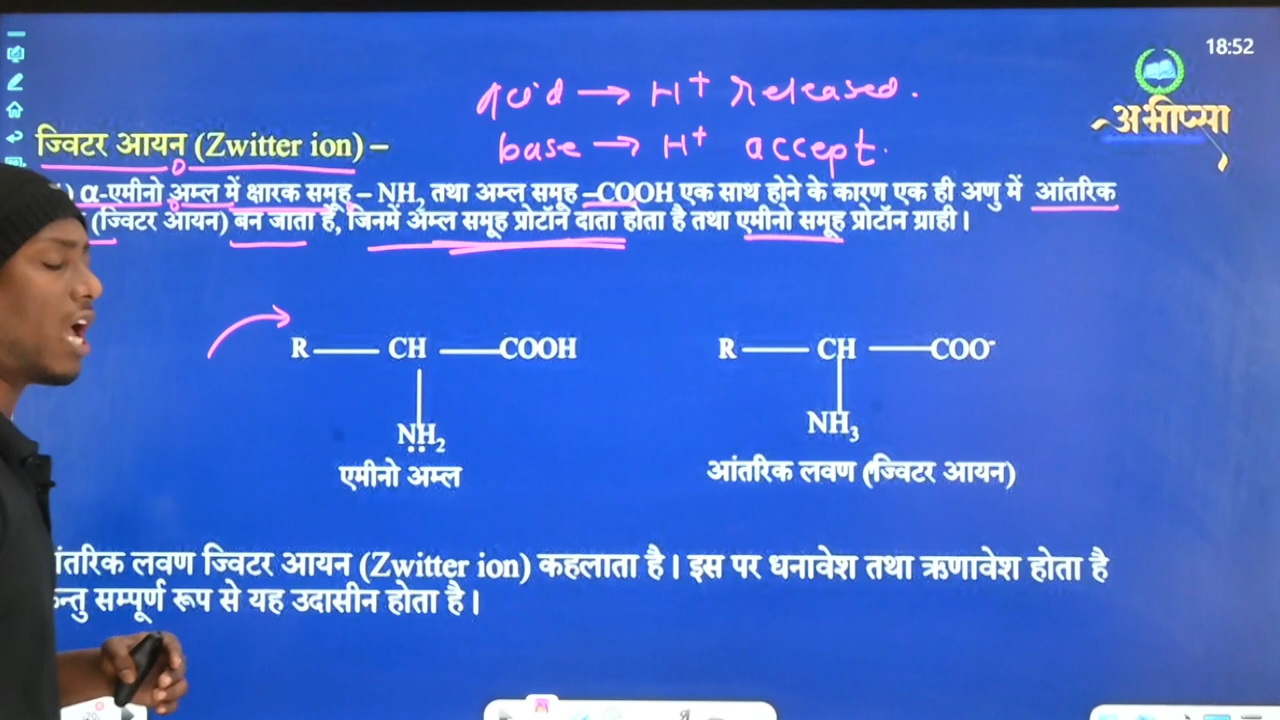 18:52
अभीप्सा
acid → H⁺ released.
base → H⁺ accept.
ज्विटर आयन (Zwitter ion) –
) α-एमीनो अम्ल में क्षारक समूह – NH₂ तथा अम्ल समूह –COOH एक साथ होने के कारण एक ही अणु में आंतरिक
(ज्विटर आयन) बन जाता है, जिनमें अम्ल समूह प्रोटॉन दाता होता है तथा एमीनो समूह प्रोटॉन ग्राही।
R — CH — COOH
NH₂
एमीनो अम्ल
R — CH — COO⁻
NH₃
आंतरिक लवण (ज्विटर आयन)
लवण ज्विटर आयन (Zwitter ion) कहलाता है। इस पर धनावेश तथा ऋणावेश होता है
सम्पूर्ण रूप से यह उदासीन होता है।